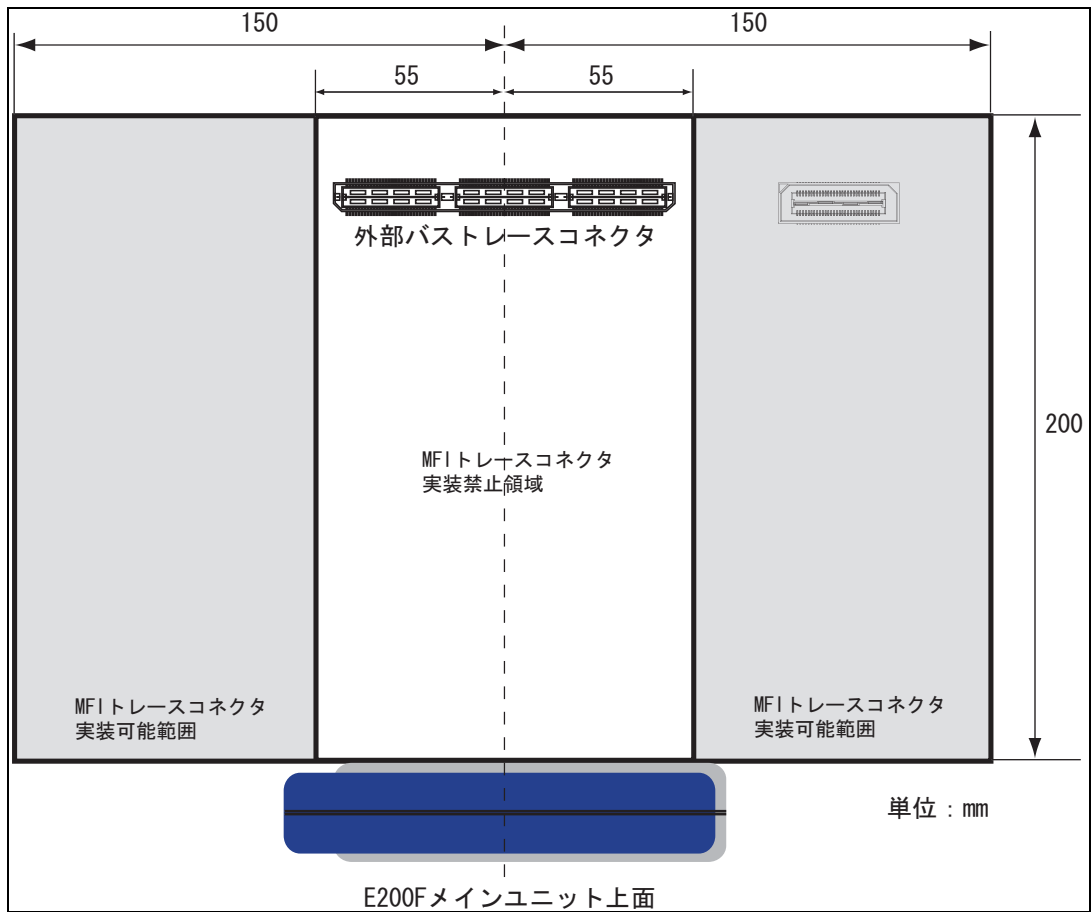 150
150
55
55
外部バストレースコネクタ
200
MFIトレースコネクタ
実装禁止領域
MFIトレースコネクタ
実装可能範囲
MFIトレースコネクタ
実装可能範囲
単位：mm
E200Fメインユニット上面